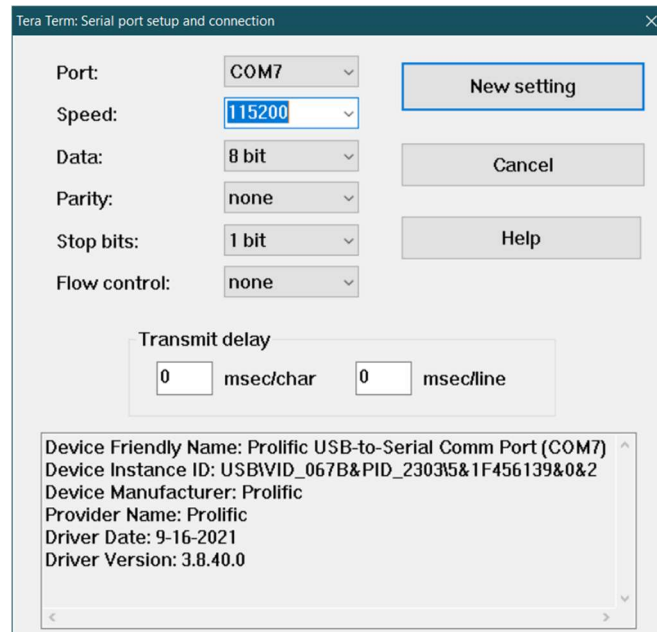 Tera Term: Serial port setup and connection
Port: COM7 New setting
Speed: 115200
Data: 8 bit Cancel
Parity: none
Stop bits: 1 bit Help
Flow control: none
Transmit delay
0 msec/char 0 msec/line
Device Friendly Name: Prolific USB-to-Serial Comm Port (COM7)
Device Instance ID: USB\VID_067B&PID_2303\5&1F456139&0&2
Device Manufacturer: Prolific
Provider Name: Prolific
Driver Date: 9-16-2021
Driver Version: 3.8.40.0